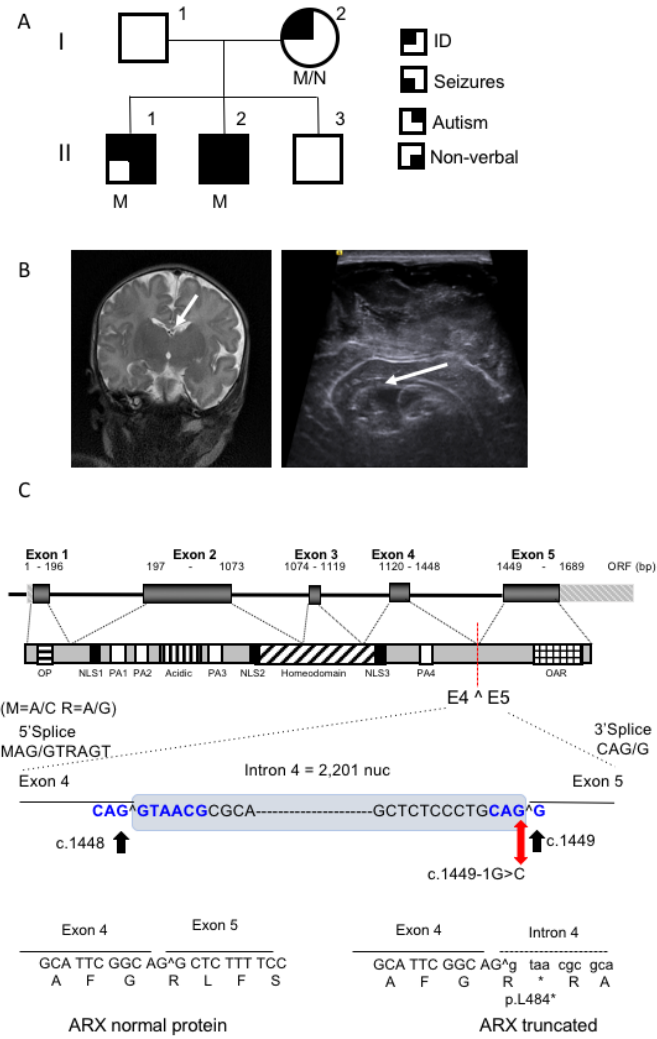 A
I
1
2
M/N
ID
Seizures
Autism
Non-verbal
II
1
2
3
M
M
B
C
Exon 1
Exon 2
Exon 3
Exon 4
Exon 5
1 - 196
197 - 1073
1074 - 1119
1120 - 1448
1449 - 1689
ORF (bp)
OP
NLS1
PA1
PA2
Acidic
PA3
NLS2
Homeodomain
NLS3
PA4
OAR
(M=A/C R=A/G)
E4 ^ E5
5'Splice
3'Splice
MAG/GTRAGT
CAG/G
Exon 4
Intron 4 = 2,201 nuc
Exon 5
CAG^GTAACGCGCA--------------------GCTCTCCCTGCAG^G
c.1448
c.1449
c.1449-1G>C
Exon 4
Exon 5
GCA TTC GGC AG^G CTC TTT TCC
A F G R L F S
ARX normal protein
Exon 4
Intron 4
GCA TTC GGC AG^g taa cgc gca
A F G R * R A
p.L484*
ARX truncated